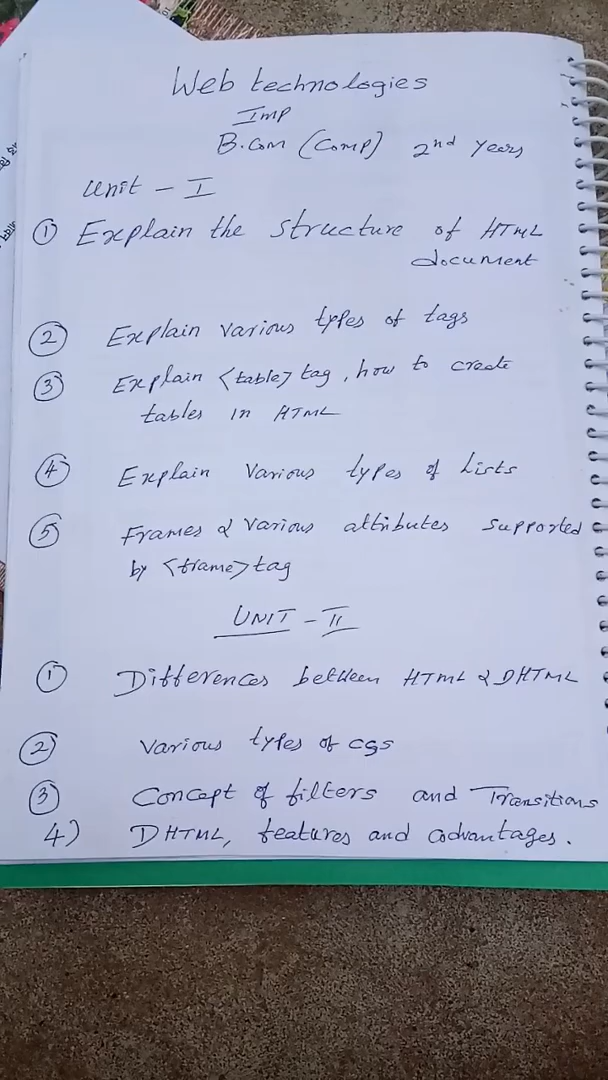 Web technologies
Imp
B.com (Comp) 2nd years
Unit - I
① Explain the structure of HTML
document
② Explain various types of tags
③ Explain <table> tag, how to create
tables in HTML
④ Explain various types of Lists
⑤ Frames & various attributes supported
by <frame> tag
UNIT - II
① Differences between HTML & DHTML
② Various types of css
③ Concept of filters and Transitions
4) DHTML, features and advantages.